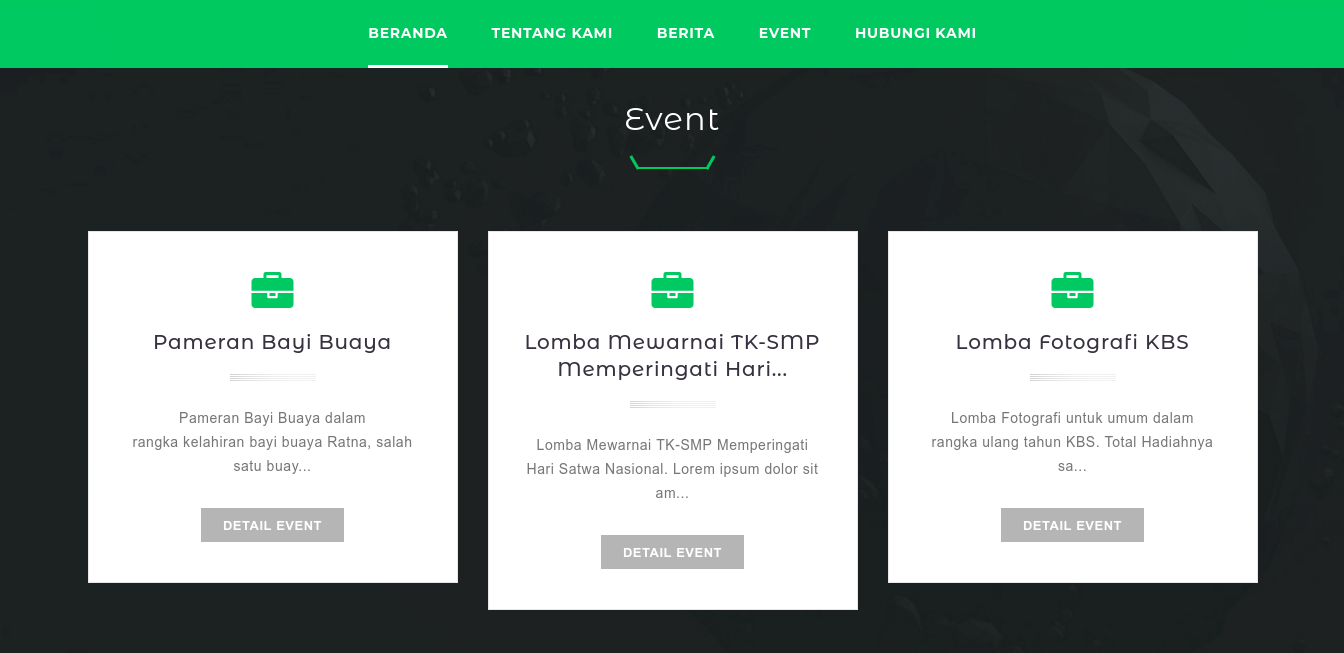 BERANDA TENTANG KAMI BERITA EVENT HUBUNGI KAMI
Event
Pameran Bayi Buaya
Pameran Bayi Buaya dalam
rangka kelahiran bayi buaya Ratna, salah
satu buay...
DETAIL EVENT
Lomba Mewarnai TK-SMP
Memperingati Hari...
Lomba Mewarnai TK-SMP Memperingati
Hari Satwa Nasional. Lorem ipsum dolor sit
am...
DETAIL EVENT
Lomba Fotografi KBS
Lomba Fotografi untuk umum dalam
rangka ulang tahun KBS. Total Hadiahnya
sa...
DETAIL EVENT